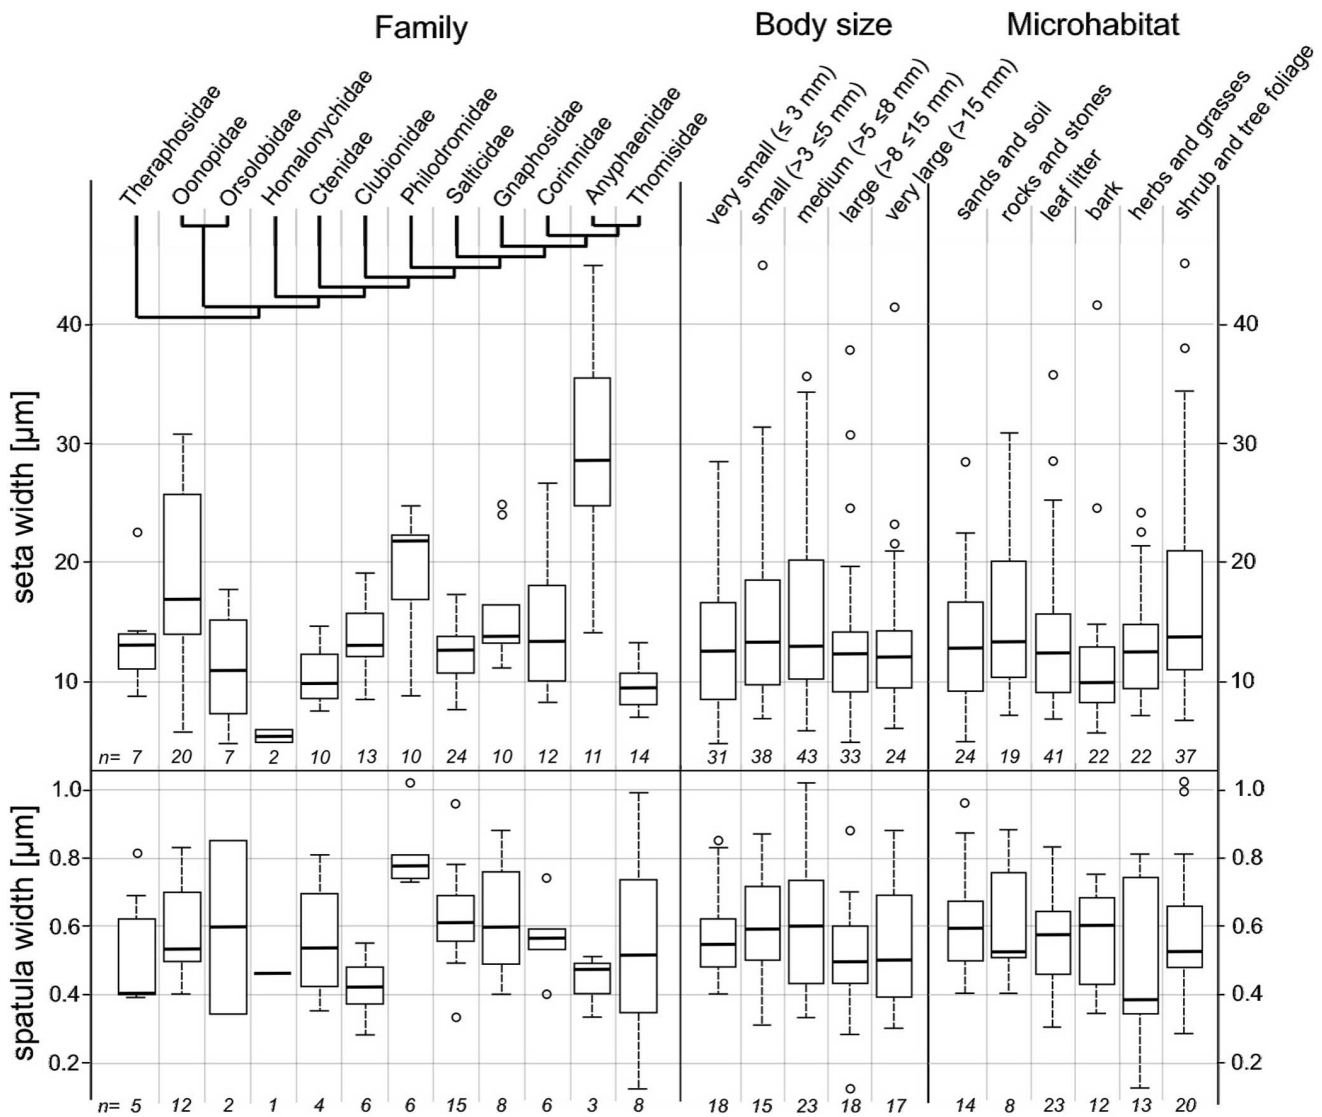 Family Body size Microhabitat
Theraphosidae
Oonopidae
Orsolobidae
Homalonychidae
Ctenidae
Clubionidae
Philodromidae
Salticidae
Gnaphosidae
Corinnidae
Anyphaenidae
Thomisidae
very small (≤ 3 mm)
small (>3 ≤5 mm)
medium (>5 ≤8 mm)
large (>8 ≤15 mm)
very large (>15 mm)
sands and soil
rocks and stones
leaf litter
bark
herbs and grasses
shrub and tree foliage
seta width [µm]
40 40
30 30
20 20
10 10
n= 7 20 7 2 10 13 10 24 10 12 11 14 31 38 43 33 24 24 19 41 22 22 37
spatula width [µm]
1.0 1.0
0.8 0.8
0.6 0.6
0.4 0.4
0.2 0.2
n= 5 12 2 1 4 6 6 15 8 6 3 8 18 15 23 18 17 14 8 23 12 13 20